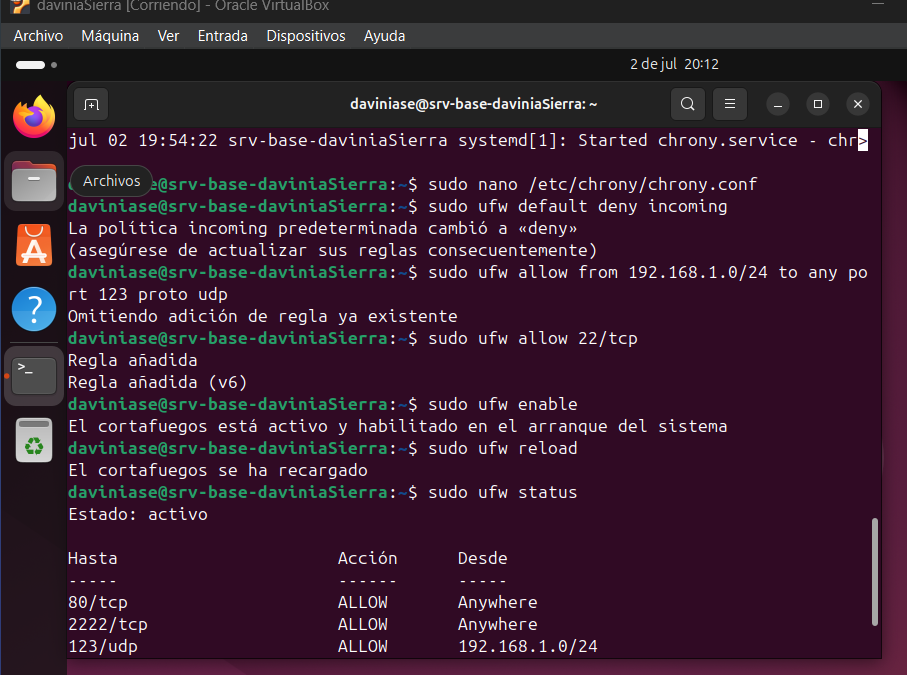 daviniaSierra [Corriendo] - Oracle VirtualBox
Archivo Máquina Ver Entrada Dispositivos Ayuda
2 de jul 20:12
daviniase@srv-base-daviniaSierra: ~
jul 02 19:54:22 srv-base-daviniaSierra systemd[1]: Started chrony.service - chr>
Archivos
@srv-base-daviniaSierra:~$ sudo nano /etc/chrony/chrony.conf
daviniase@srv-base-daviniaSierra:~$ sudo ufw default deny incoming
La política incoming predeterminada cambió a «deny»
(asegúrese de actualizar sus reglas consecuentemente)
daviniase@srv-base-daviniaSierra:~$ sudo ufw allow from 192.168.1.0/24 to any po
rt 123 proto udp
Omitiendo adición de regla ya existente
daviniase@srv-base-daviniaSierra:~$ sudo ufw allow 22/tcp
Regla añadida
Regla añadida (v6)
daviniase@srv-base-daviniaSierra:~$ sudo ufw enable
El cortafuegos está activo y habilitado en el arranque del sistema
daviniase@srv-base-daviniaSierra:~$ sudo ufw reload
El cortafuegos se ha recargado
daviniase@srv-base-daviniaSierra:~$ sudo ufw status
Estado: activo
Hasta Acción Desde
----- ------ -----
80/tcp ALLOW Anywhere
2222/tcp ALLOW Anywhere
123/udp ALLOW 192.168.1.0/24